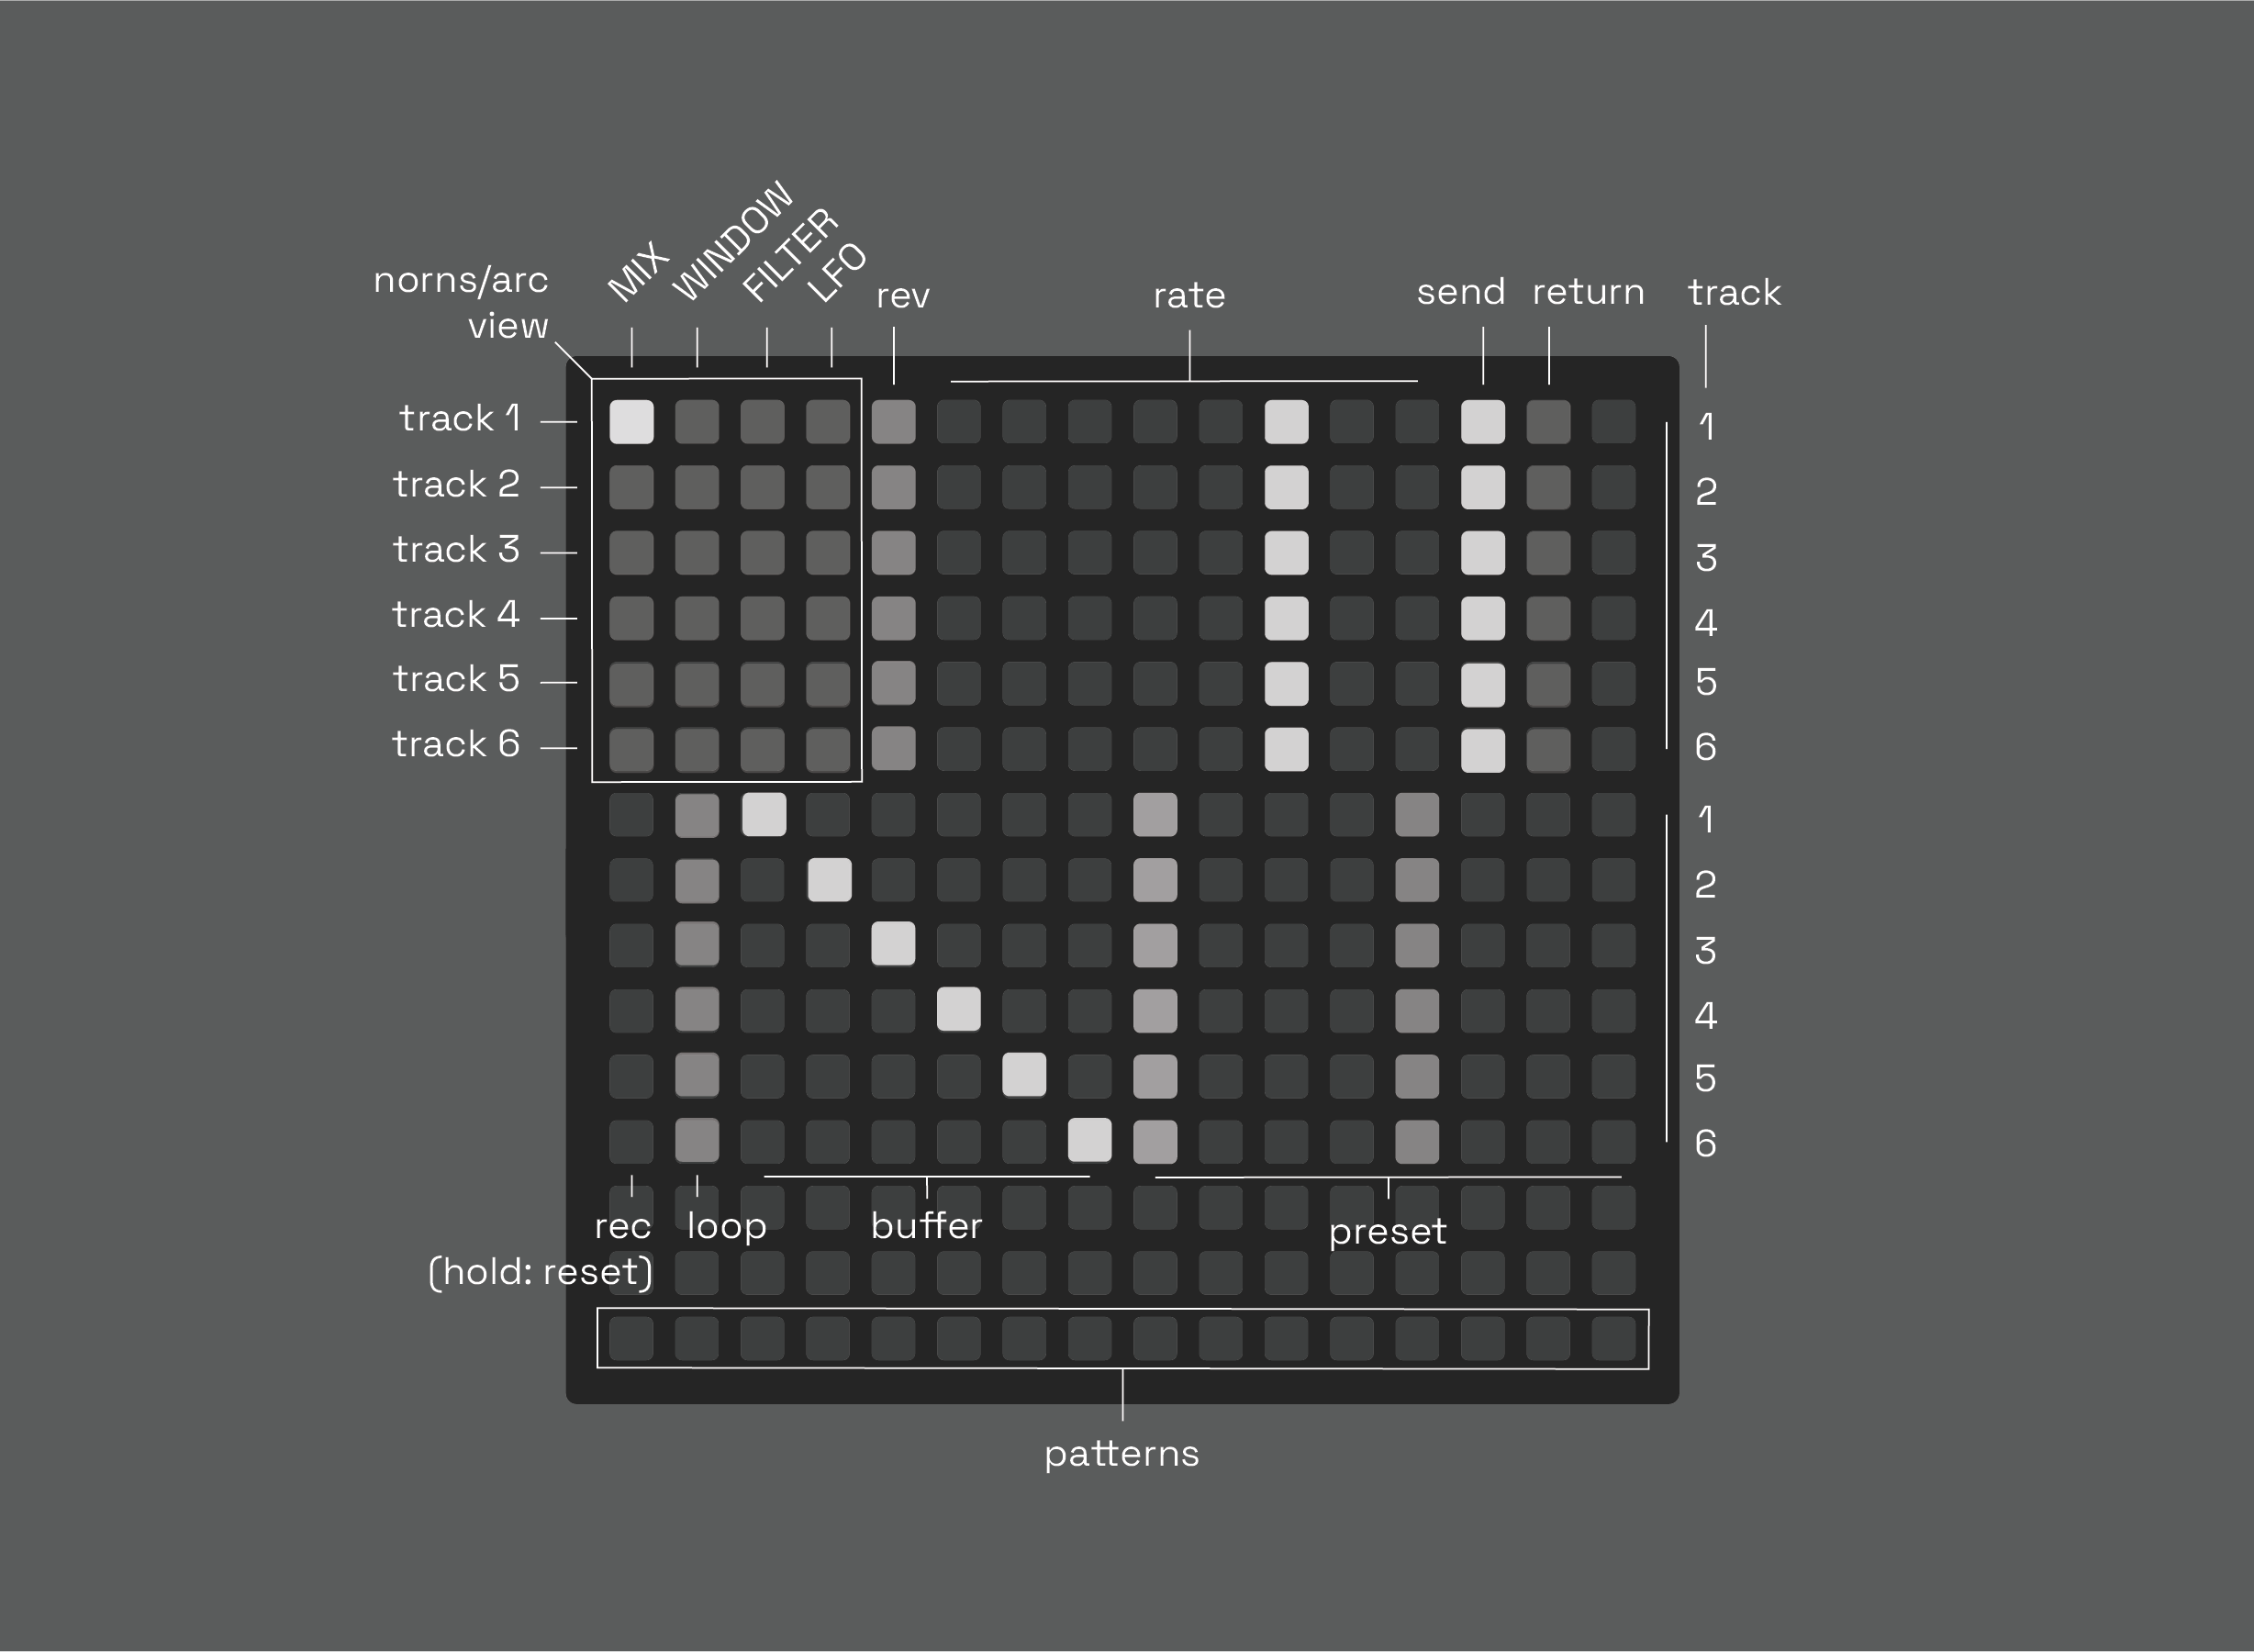 norns/arc
view
MIX
WINDOW
FILTER
LFO
rev
rate
send
return
track
track 1
track 2
track 3
track 4
track 5
track 6
1
2
3
4
5
6
1
2
3
4
5
6
rec
(hold: reset)
loop
buffer
preset
patterns